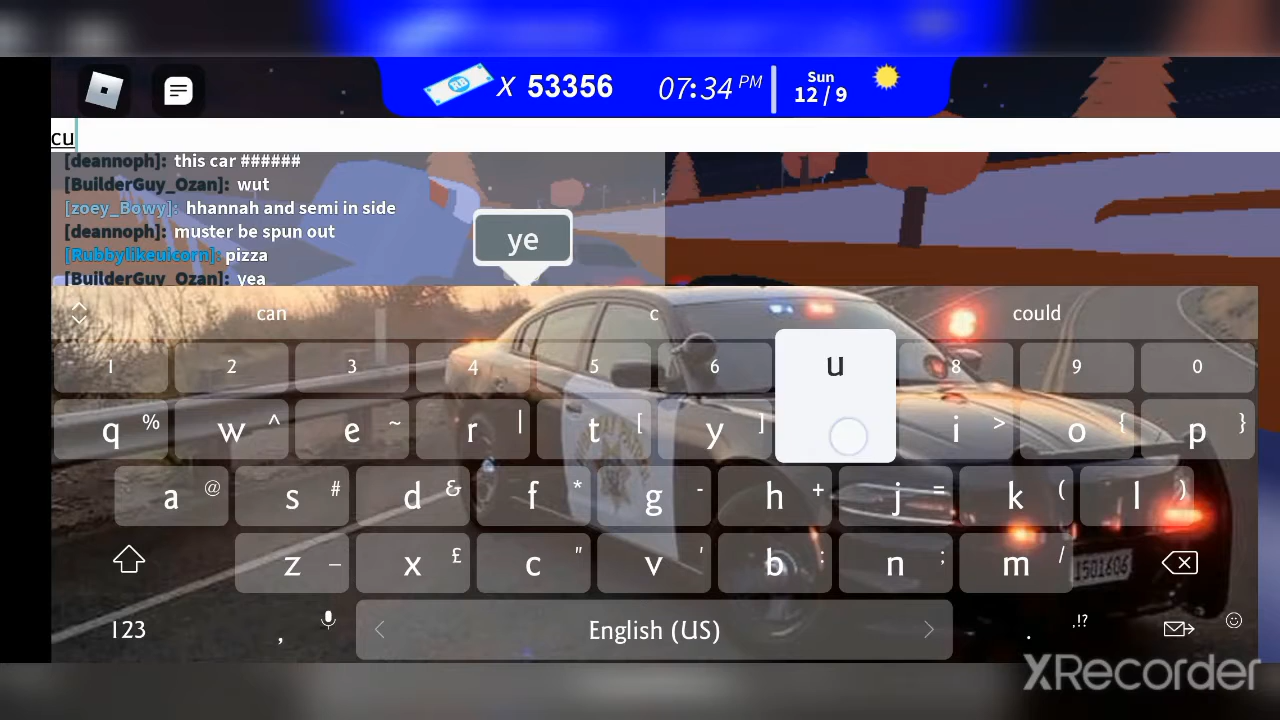 RB X 53356 07:34 PM Sun
12/9
cu
[deannoph]: this car ######
[BuilderGuy_Ozan]: wut
[zoey_Bowy]: hhannah and semi in side
[deannoph]: muster be spun out
[Rubbylikeuicorn]: pizza
[BuilderGuy_Ozan]: yea
ye
can c could
1 2 3 4 5 6 8 9 0
u
q % w ^ e ~ r | t [ y ] i > o { p }
a @ s # d & f * g - h + j = k ( l )
z _ x £ c " v ' b : n ; m /
1501606
123 , < English (US) > . ,!?
XRecorder